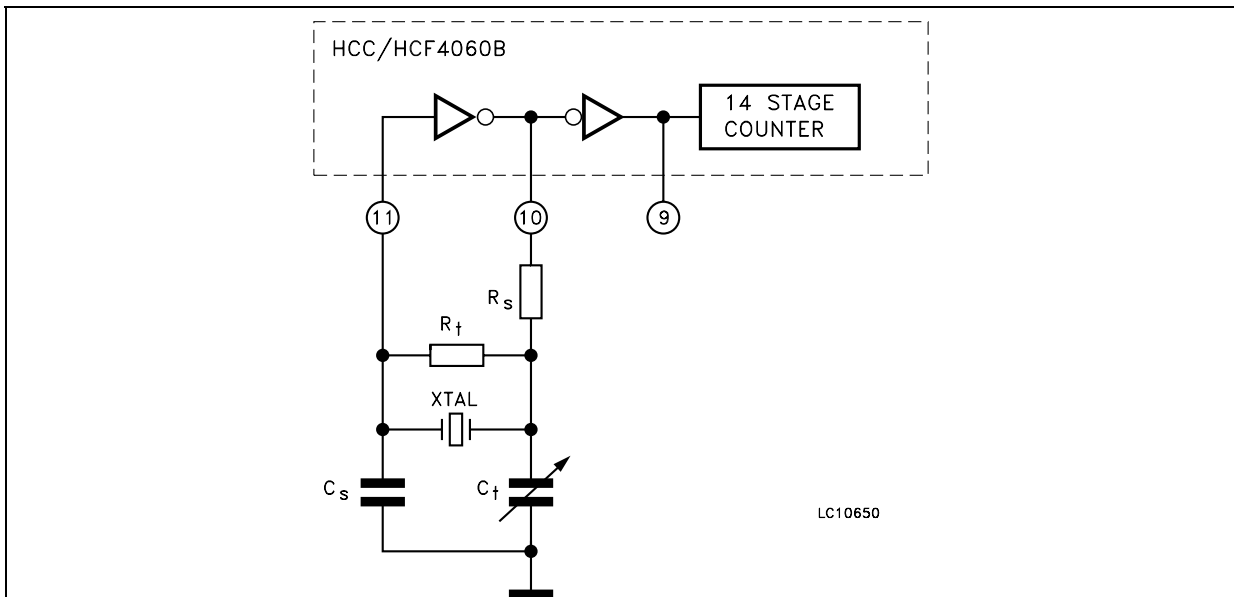 HCC/HCF4060B
14 STAGE
COUNTER
11
10
9
Rs
Rt
XTAL
Cs
Ct
LC10650